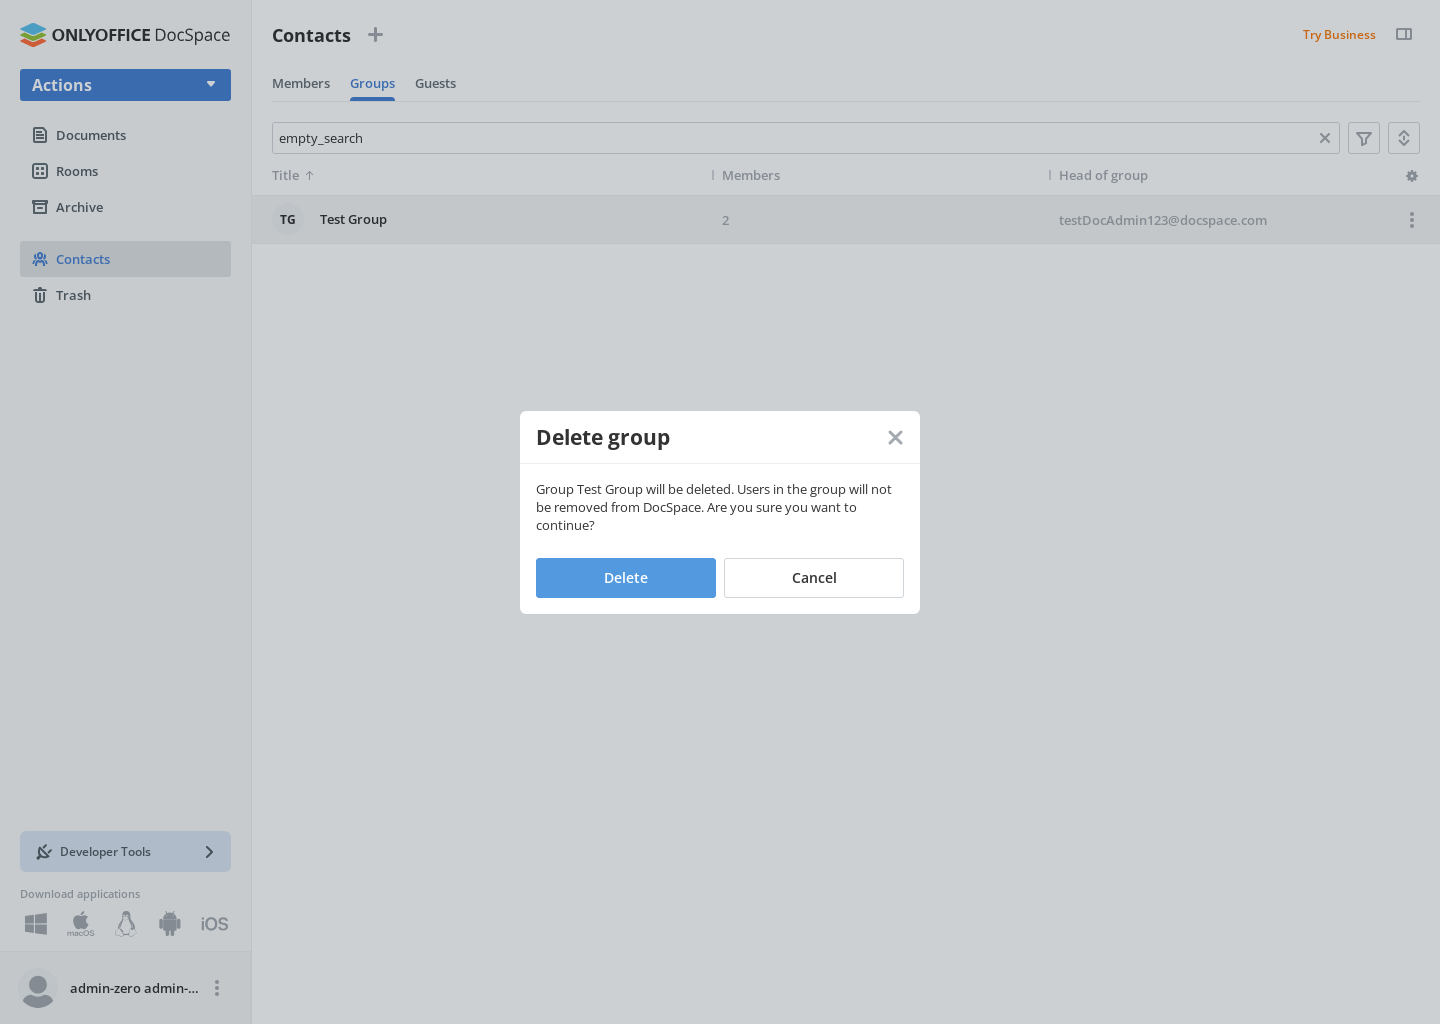 ONLYOFFICE DocSpace
Actions
Documents
Rooms
Archive
Contacts
Trash
Developer Tools
Download applications
macOS
iOS
admin-zero admin-...
Contacts
Try Business
Members
Groups
Guests
empty_search
Title
Members
Head of group
TG
Test Group
2
testDocAdmin123@docspace.com
Delete group
Group Test Group will be deleted. Users in the group will not
be removed from DocSpace. Are you sure you want to
continue?
Delete
Cancel